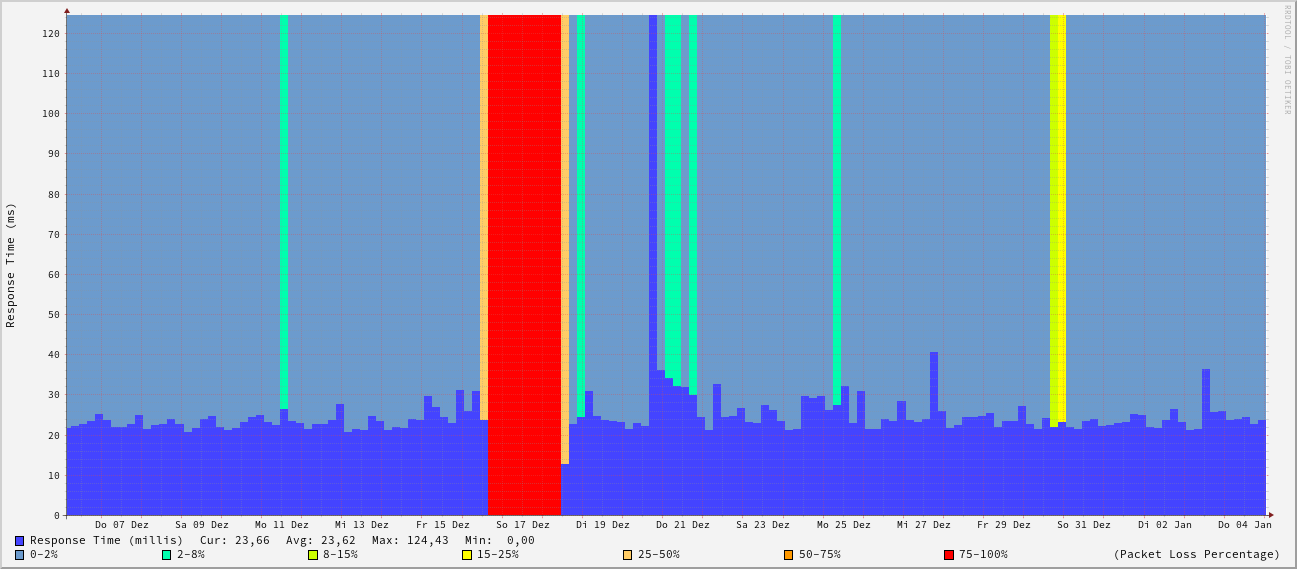 RRDTOOL / TOBI OETIKER
Response Time (ms)
120
110
100
90
80
70
60
50
40
30
20
10
0
Do 07 Dez Sa 09 Dez Mo 11 Dez Mi 13 Dez Fr 15 Dez So 17 Dez Di 19 Dez Do 21 Dez Sa 23 Dez Mo 25 Dez Mi 27 Dez Fr 29 Dez So 31 Dez Di 02 Jan Do 04 Jan
Response Time (millis) Cur: 23,66 Avg: 23,62 Max: 124,43 Min: 0,00
0-2% 2-8% 8-15% 15-25% 25-50% 50-75% 75-100% (Packet Loss Percentage)